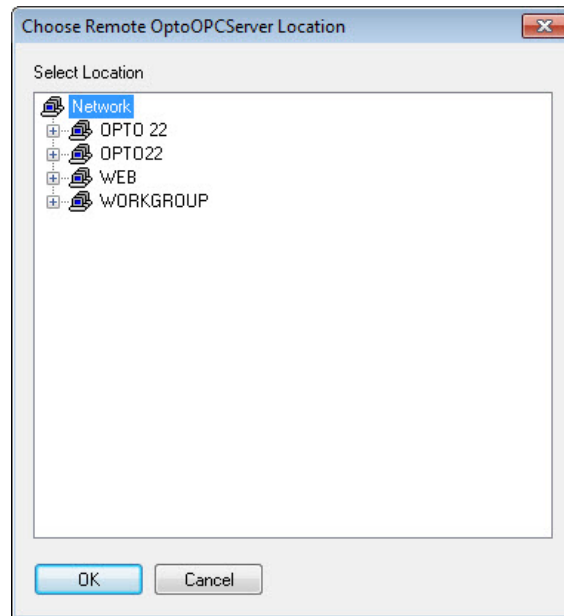 Choose Remote OptoOPCServer Location
Select Location
Network
OPTO 22
OPTO22
WEB
WORKGROUP
OK Cancel